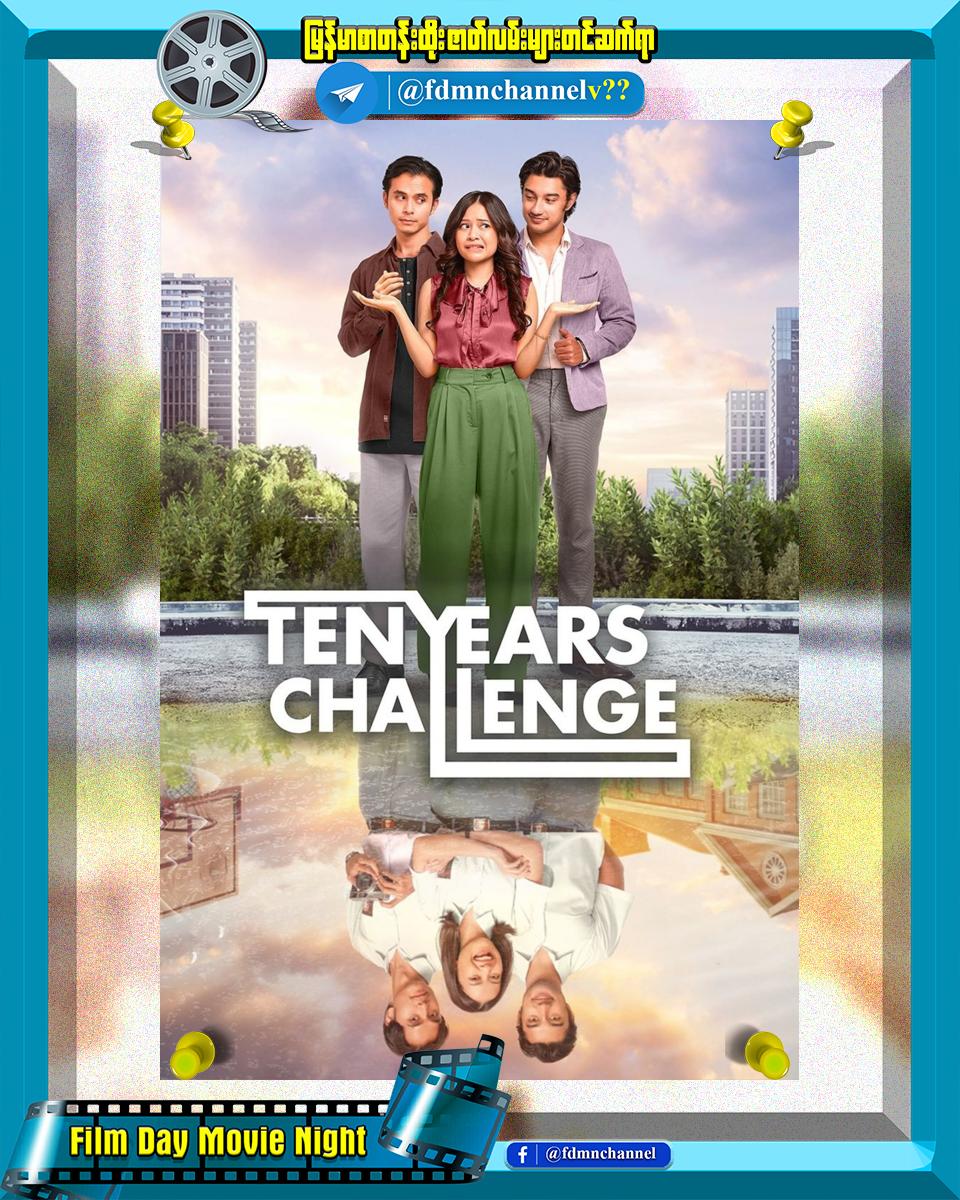 မြန်မာစာတန်းထိုးဇာတ်လမ်းများတင်ဆက်ရာ
@fdmnchannelv??
TEN YEARS
CHALLENGE
Film Day Movie Night
f @fdmnchannel